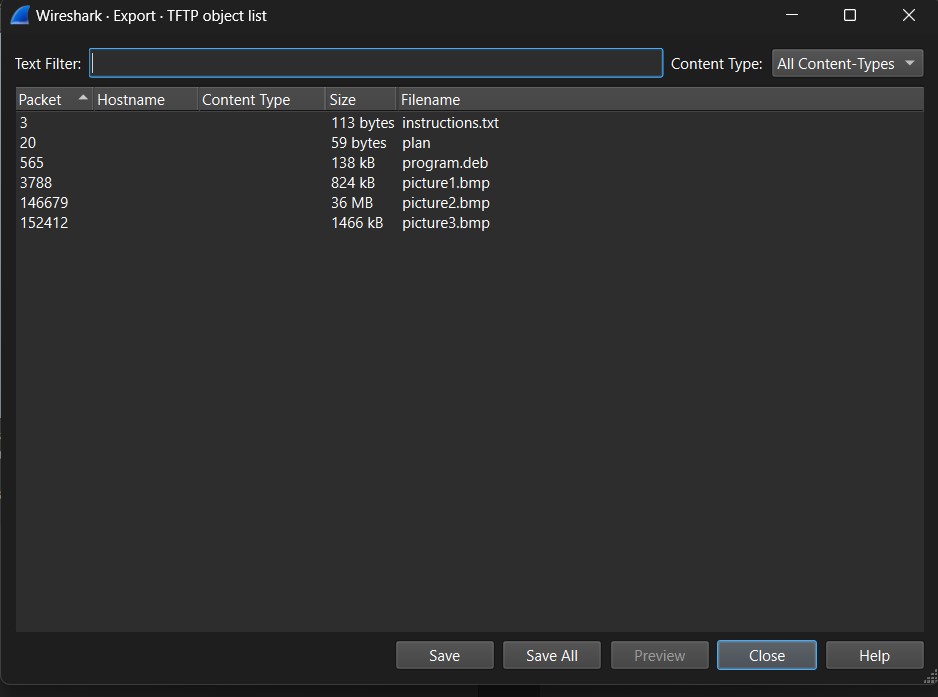 Wireshark · Export · TFTP object list
Text Filter: Content Type: All Content-Types
Packet Hostname Content Type Size Filename
3 113 bytes instructions.txt
20 59 bytes plan
565 138 kB program.deb
3788 824 kB picture1.bmp
146679 36 MB picture2.bmp
152412 1466 kB picture3.bmp
Save Save All Preview Close Help